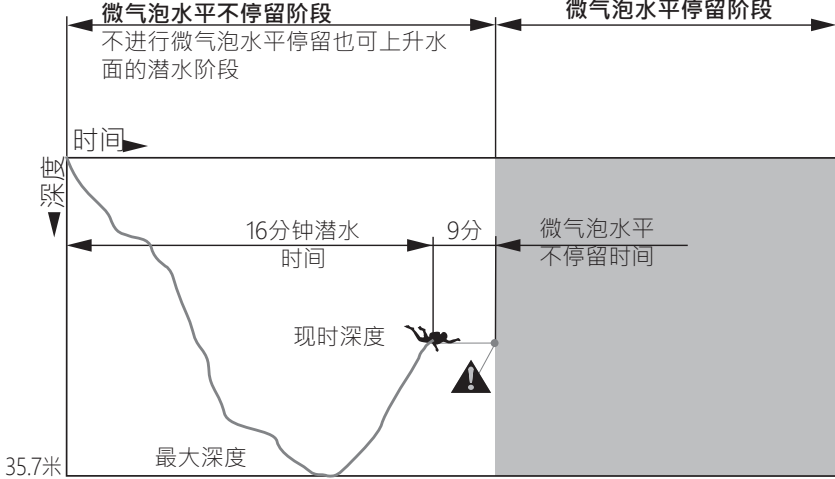 微气泡水平不停留阶段
微气泡水平停留阶段
不进行微气泡水平停留也可上升水
面的潜水阶段
时间
深度
16分钟潜水
时间
9分
微气泡水平
不停留时间
现时深度
最大深度
35.7米